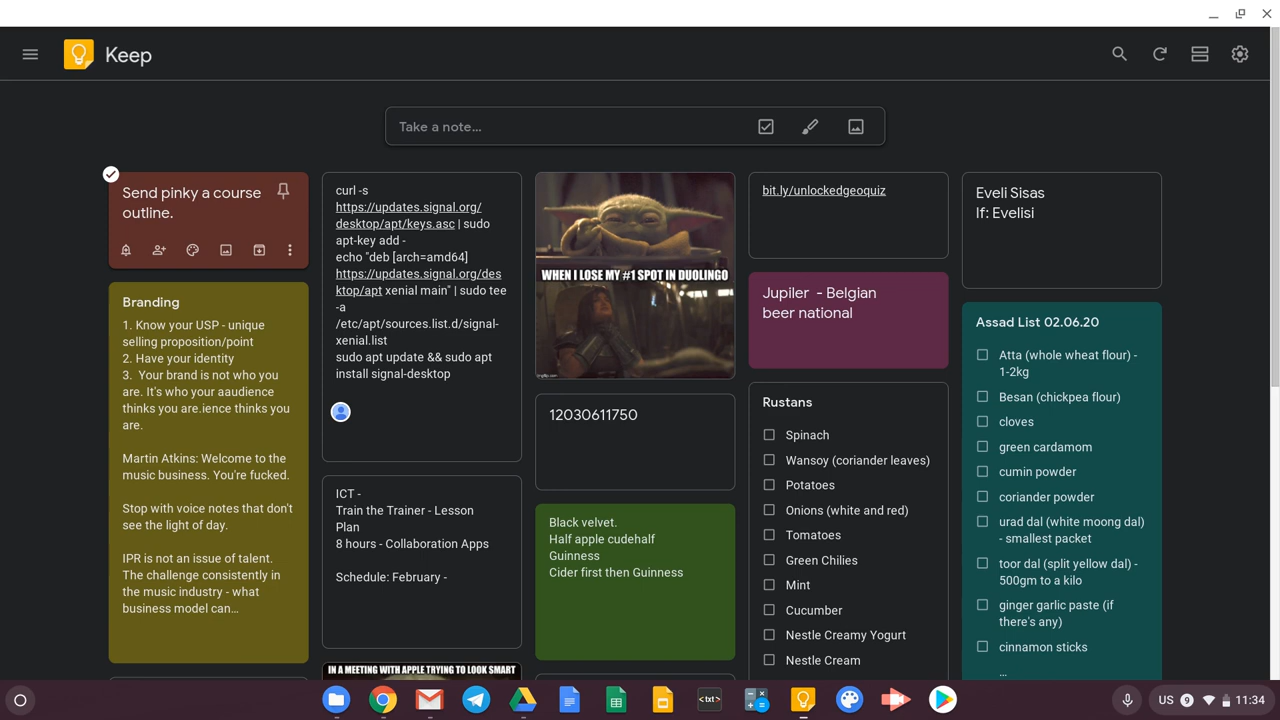 Keep
Take a note...
Send pinky a course
outline.
Branding
1. Know your USP - unique
selling proposition/point
2. Have your identity
3.  Your brand is not who you
are. It's who your aaudience
thinks you are.ience thinks you
are.
Martin Atkins: Welcome to the
music business. You're fucked.
Stop with voice notes that don't
see the light of day.
IPR is not an issue of talent.
The challenge consistently in
the music industry - what
business model can...
curl -s
https://updates.signal.org/
desktop/apt/keys.asc | sudo
apt-key add -
echo "deb [arch=amd64]
https://updates.signal.org/des
ktop/apt xenial main" | sudo tee
-a
/etc/apt/sources.list.d/signal-
xenial.list
sudo apt update && sudo apt
install signal-desktop
ICT -
Train the Trainer - Lesson
Plan
8 hours - Collaboration Apps
Schedule: February -
IN A MEETING WITH APPLE TRYING TO LOOK SMART
WHEN I LOSE MY #1 SPOT IN DUOLINGO
imgflip.com
12030611750
Black velvet.
Half apple cudehalf
Guinness
Cider first then Guinness
bit.ly/unlockedgeoquiz
Jupiler  - Belgian
beer national
Rustans
Spinach
Wansoy (coriander leaves)
Potatoes
Onions (white and red)
Tomatoes
Green Chilies
Mint
Cucumber
Nestle Creamy Yogurt
Nestle Cream
Eveli Sisas
If: Evelisi
Assad List 02.06.20
Atta (whole wheat flour) -
1-2kg
Besan (chickpea flour)
cloves
green cardamom
cumin powder
coriander powder
urad dal (white moong dal)
- smallest packet
toor dal (split yellow dal) -
500gm to a kilo
ginger garlic paste (if
there's any)
cinnamon sticks
...
<txt>
US 9 11:34